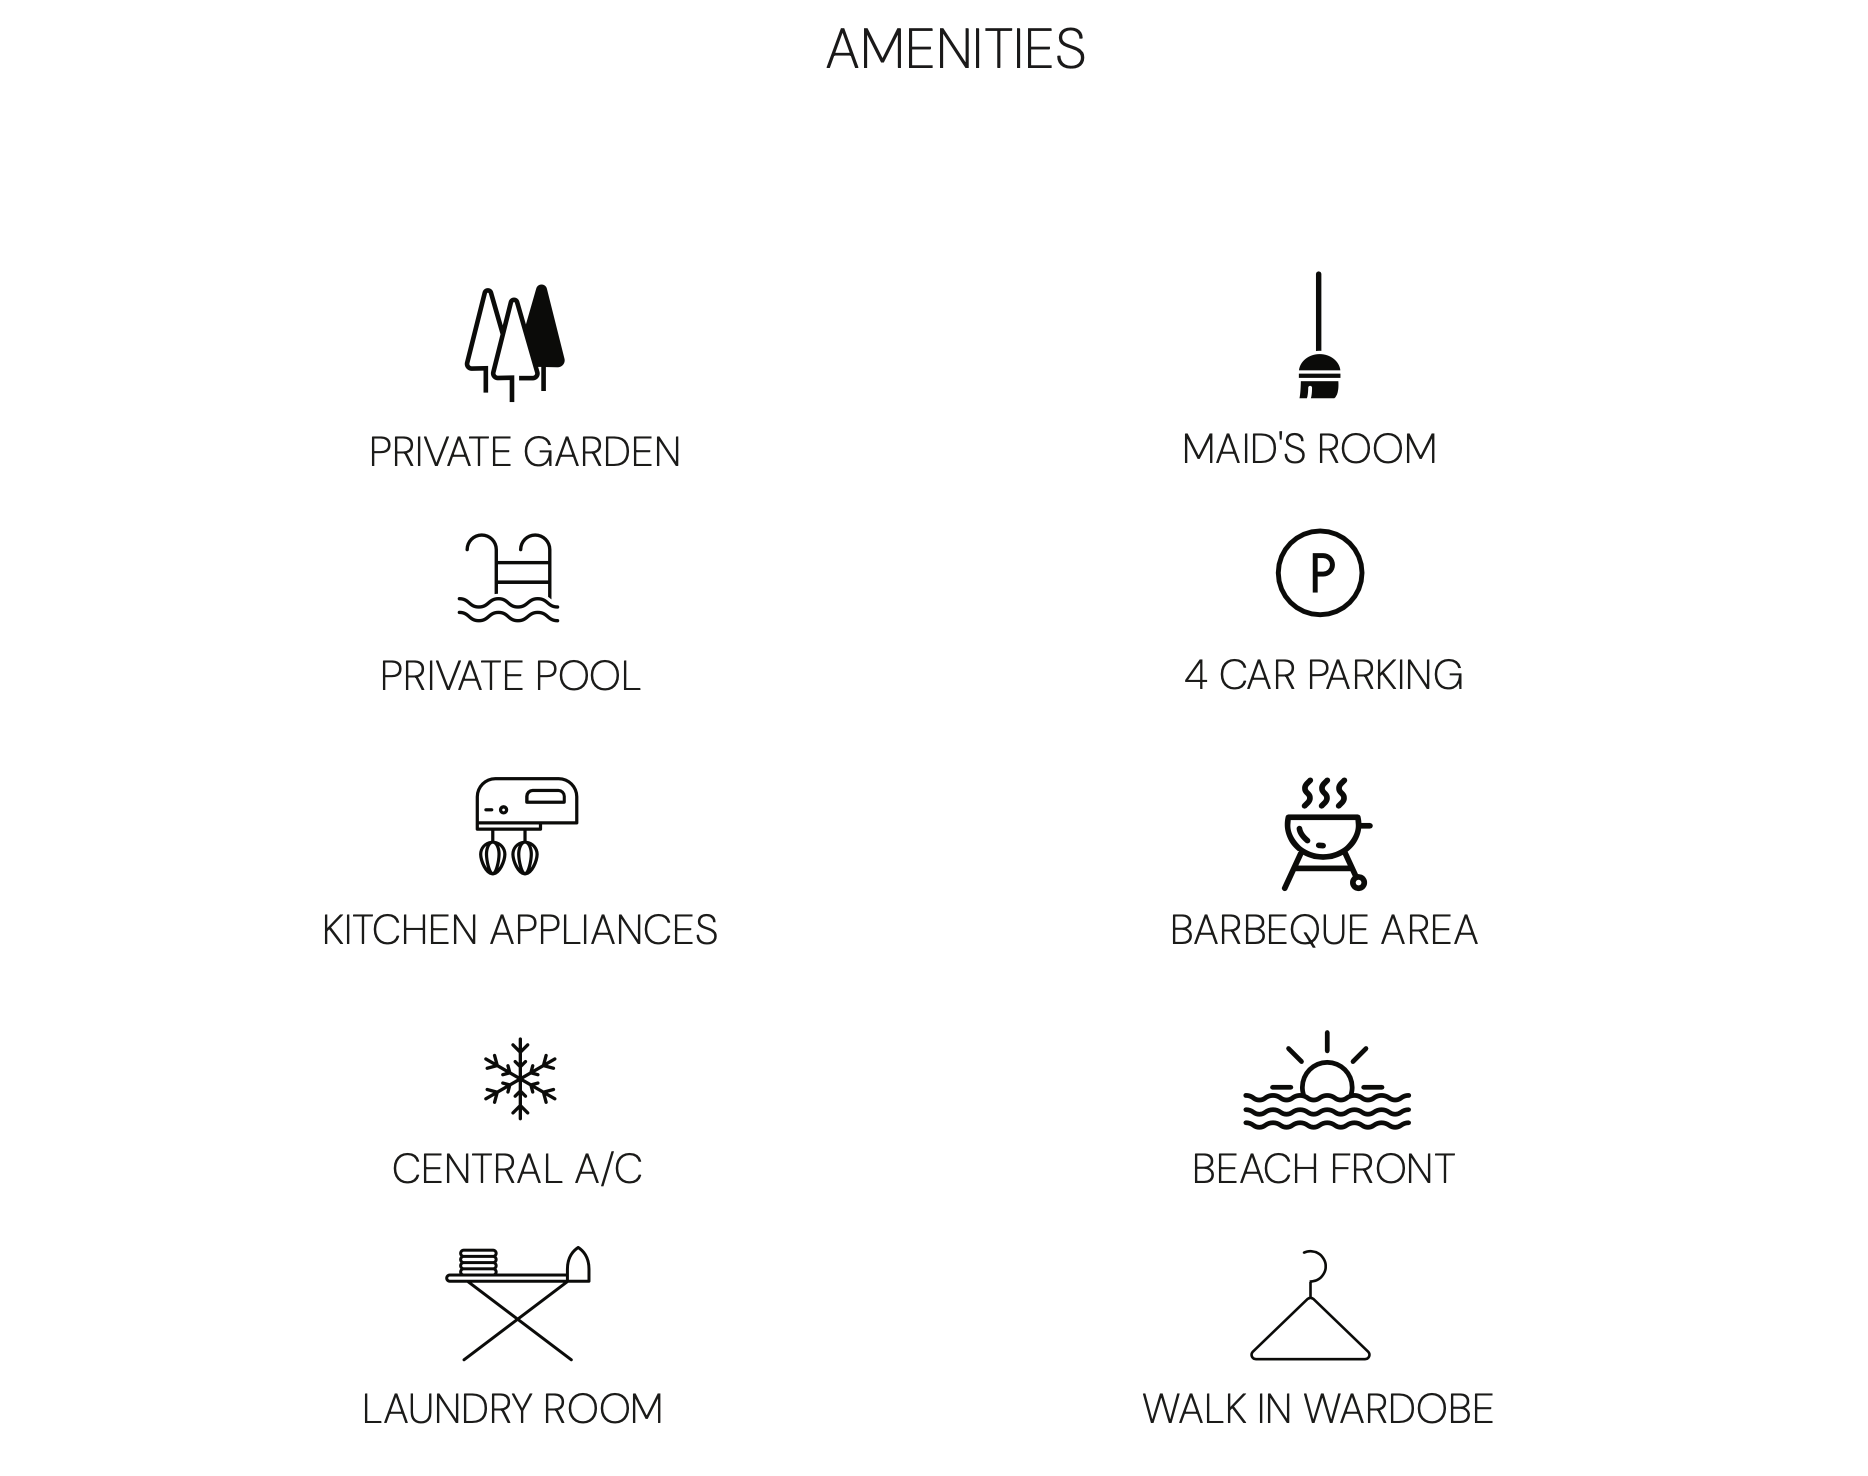 AMENITIES
PRIVATE GARDEN
MAID'S ROOM
PRIVATE POOL
P
4 CAR PARKING
KITCHEN APPLIANCES
BARBEQUE AREA
CENTRAL A/C
BEACH FRONT
LAUNDRY ROOM
WALK IN WARDOBE